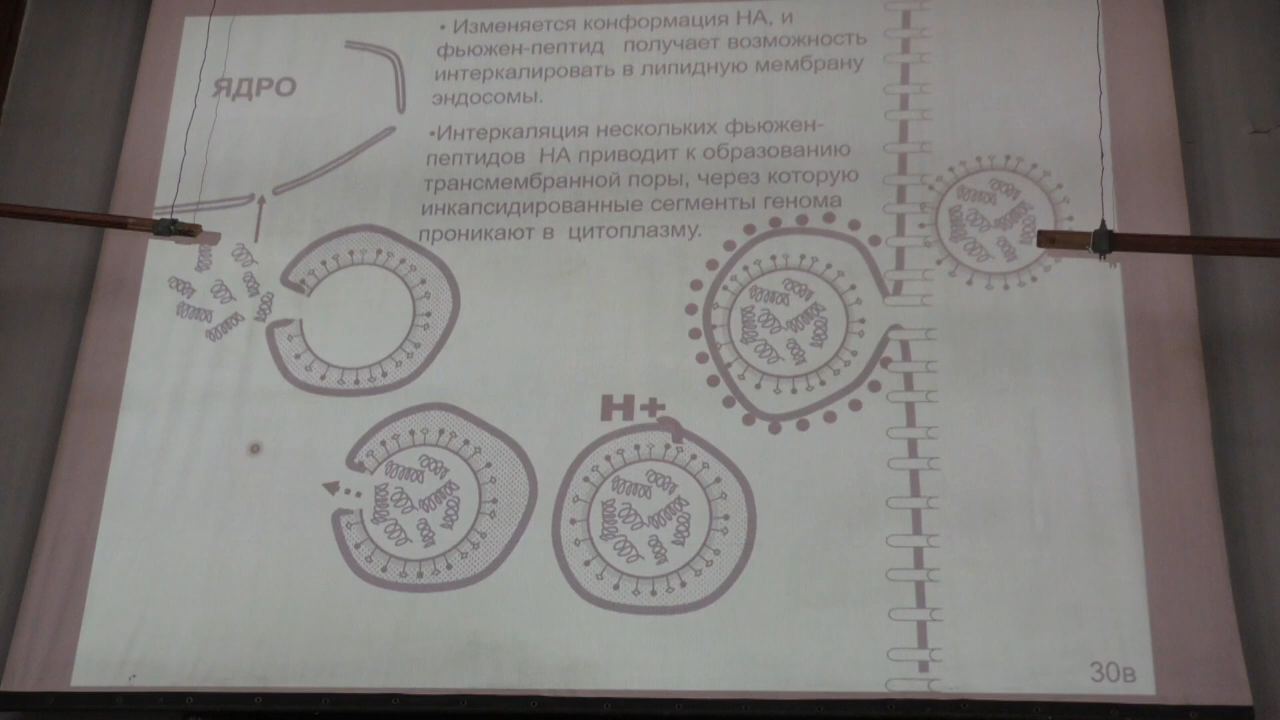 • Изменяется конформация НА, и
фьюжен-пептид получает возможность
интеркалировать в липидную мембрану
эндосомы.
•Интеркаляция нескольких фьюжен-
пептидов НА приводит к образованию
трансмембранной поры, через которую
инкапсидированные сегменты генома
проникают в цитоплазму.
ЯДРО
Н+
30в